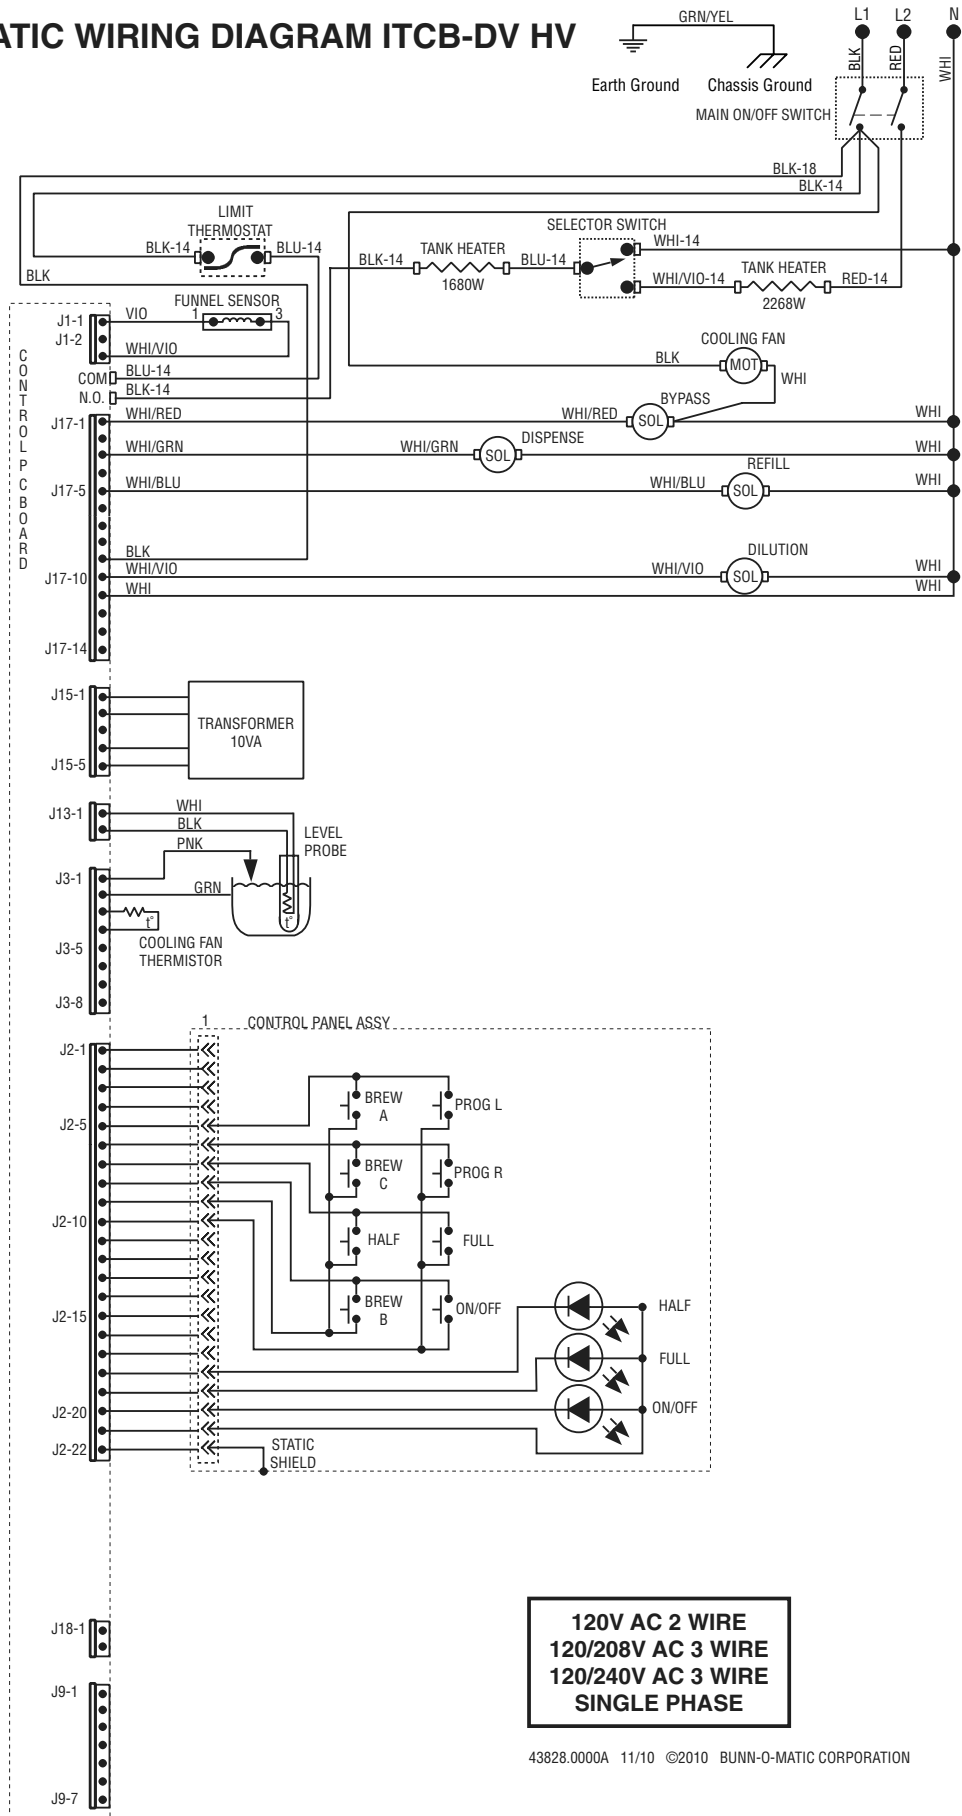 ATIC WIRING DIAGRAM ITCB-DV HV
GRN/YEL
L1 L2 N
BLK
RED
WHI
Earth Ground Chassis Ground
MAIN ON/OFF SWITCH
BLK-18
BLK-14
LIMIT
THERMOSTAT
BLK-14
BLU-14
BLK
SELECTOR SWITCH
WHI-14
BLK-14
TANK HEATER
1680W
BLU-14
WHI/VIO-14
TANK HEATER
2268W
RED-14
FUNNEL SENSOR
J1-1
VIO
1
3
J1-2
WHI/VIO
CONTROL PC BOARD
COM
BLU-14
N.O.
BLK-14
COOLING FAN
BLK
MOT
WHI
J17-1
WHI/RED
WHI/RED
BYPASS
SOL
WHI
WHI/GRN
WHI/GRN
DISPENSE
SOL
WHI
J17-5
WHI/BLU
WHI/BLU
REFILL
SOL
WHI
BLK
J17-10
WHI/VIO
WHI/VIO
DILUTION
SOL
WHI
WHI
WHI
J17-14
J15-1
TRANSFORMER
10VA
J15-5
J13-1
WHI
BLK
LEVEL
PROBE
PNK
J3-1
GRN
t°
t°
J3-5
COOLING FAN
THERMISTOR
J3-8
1
CONTROL PANEL ASSY
J2-1
J2-5
BREW
A
PROG L
BREW
C
PROG R
J2-10
HALF
FULL
BREW
B
ON/OFF
J2-15
HALF
FULL
J2-20
ON/OFF
J2-22
STATIC
SHIELD
J18-1
J9-1
J9-7
120V AC 2 WIRE
120/208V AC 3 WIRE
120/240V AC 3 WIRE
SINGLE PHASE
43828.0000A 11/10 ©2010 BUNN-O-MATIC CORPORATION